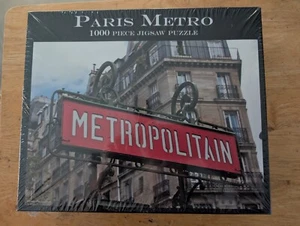 PARIS METRO
1000 PIECE JIGSAW PUZZLE
METROPOLITAIN